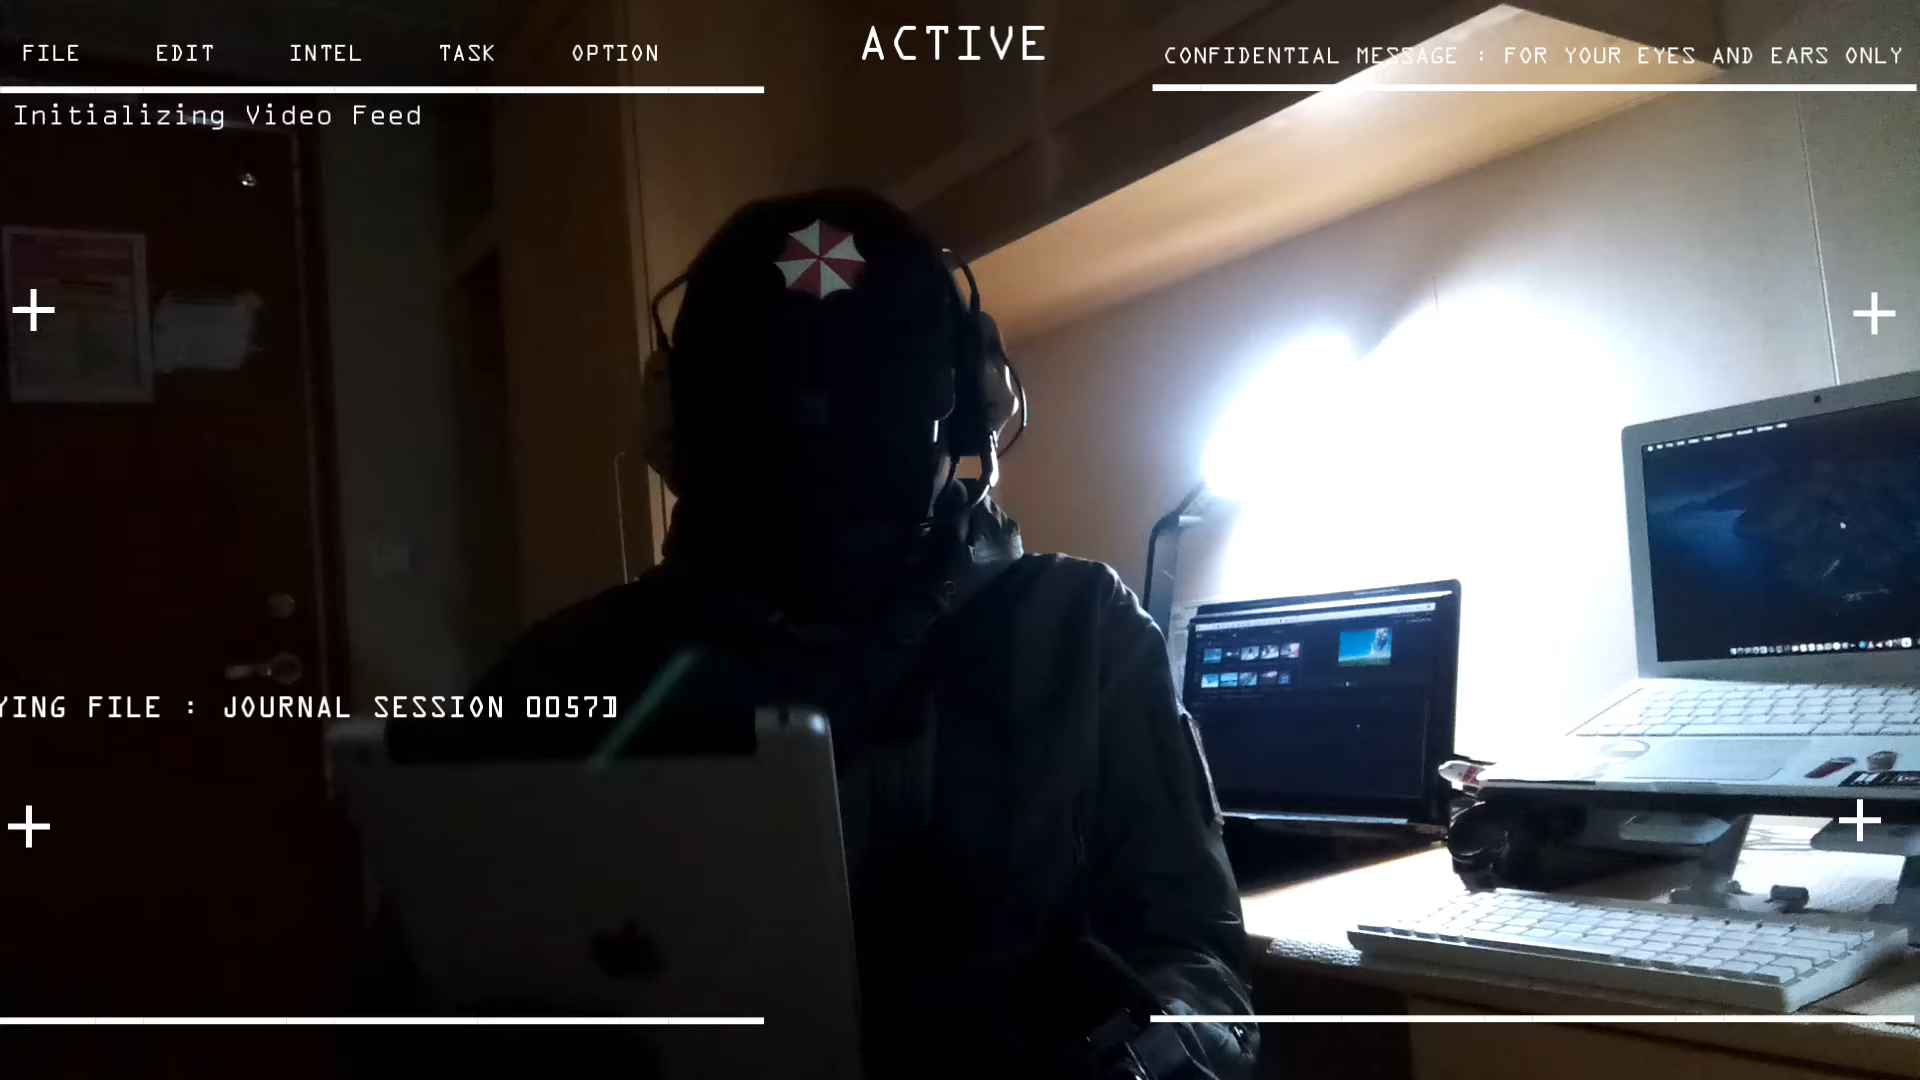 FILE EDIT INTEL TASK OPTION
ACTIVE
CONFIDENTIAL MESSAGE : FOR YOUR EYES AND EARS ONLY
Initializing Video Feed
YING FILE : JOURNAL SESSION 0057